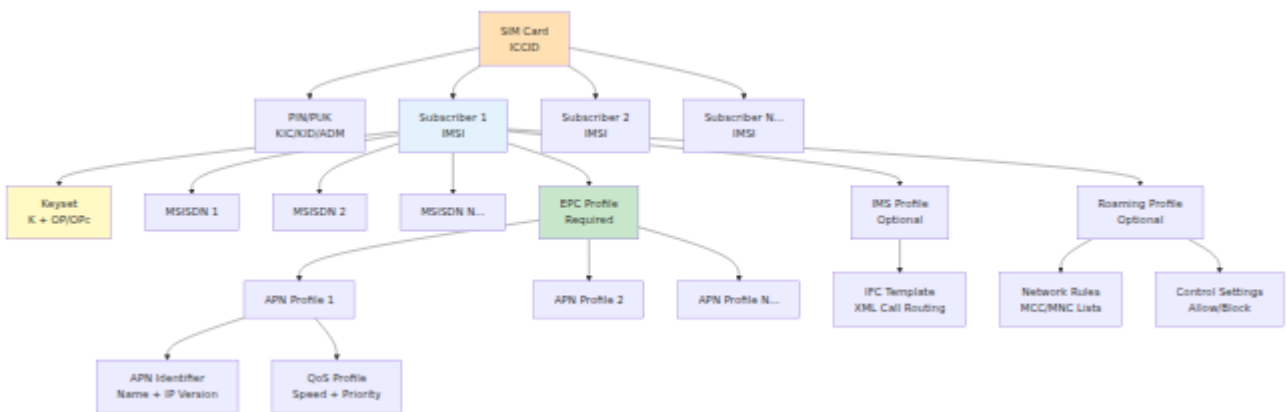 SIM Card
ICCID
PIN/PUK
KIC/KID/ADM
Subscriber 1
IMSI
Subscriber 2
IMSI
Subscriber N...
IMSI
Keyset
K + OP/OPc
MSISDN 1
MSISDN 2
MSISDN N...
EPC Profile
Required
IMS Profile
Optional
Roaming Profile
Optional
APN Profile 1
APN Profile 2
APN Profile N...
IFC Template
XML Call Routing
Network Rules
MCC/MNC Lists
Control Settings
Allow/Block
APN Identifier
Name + IP Version
QoS Profile
Speed + Priority